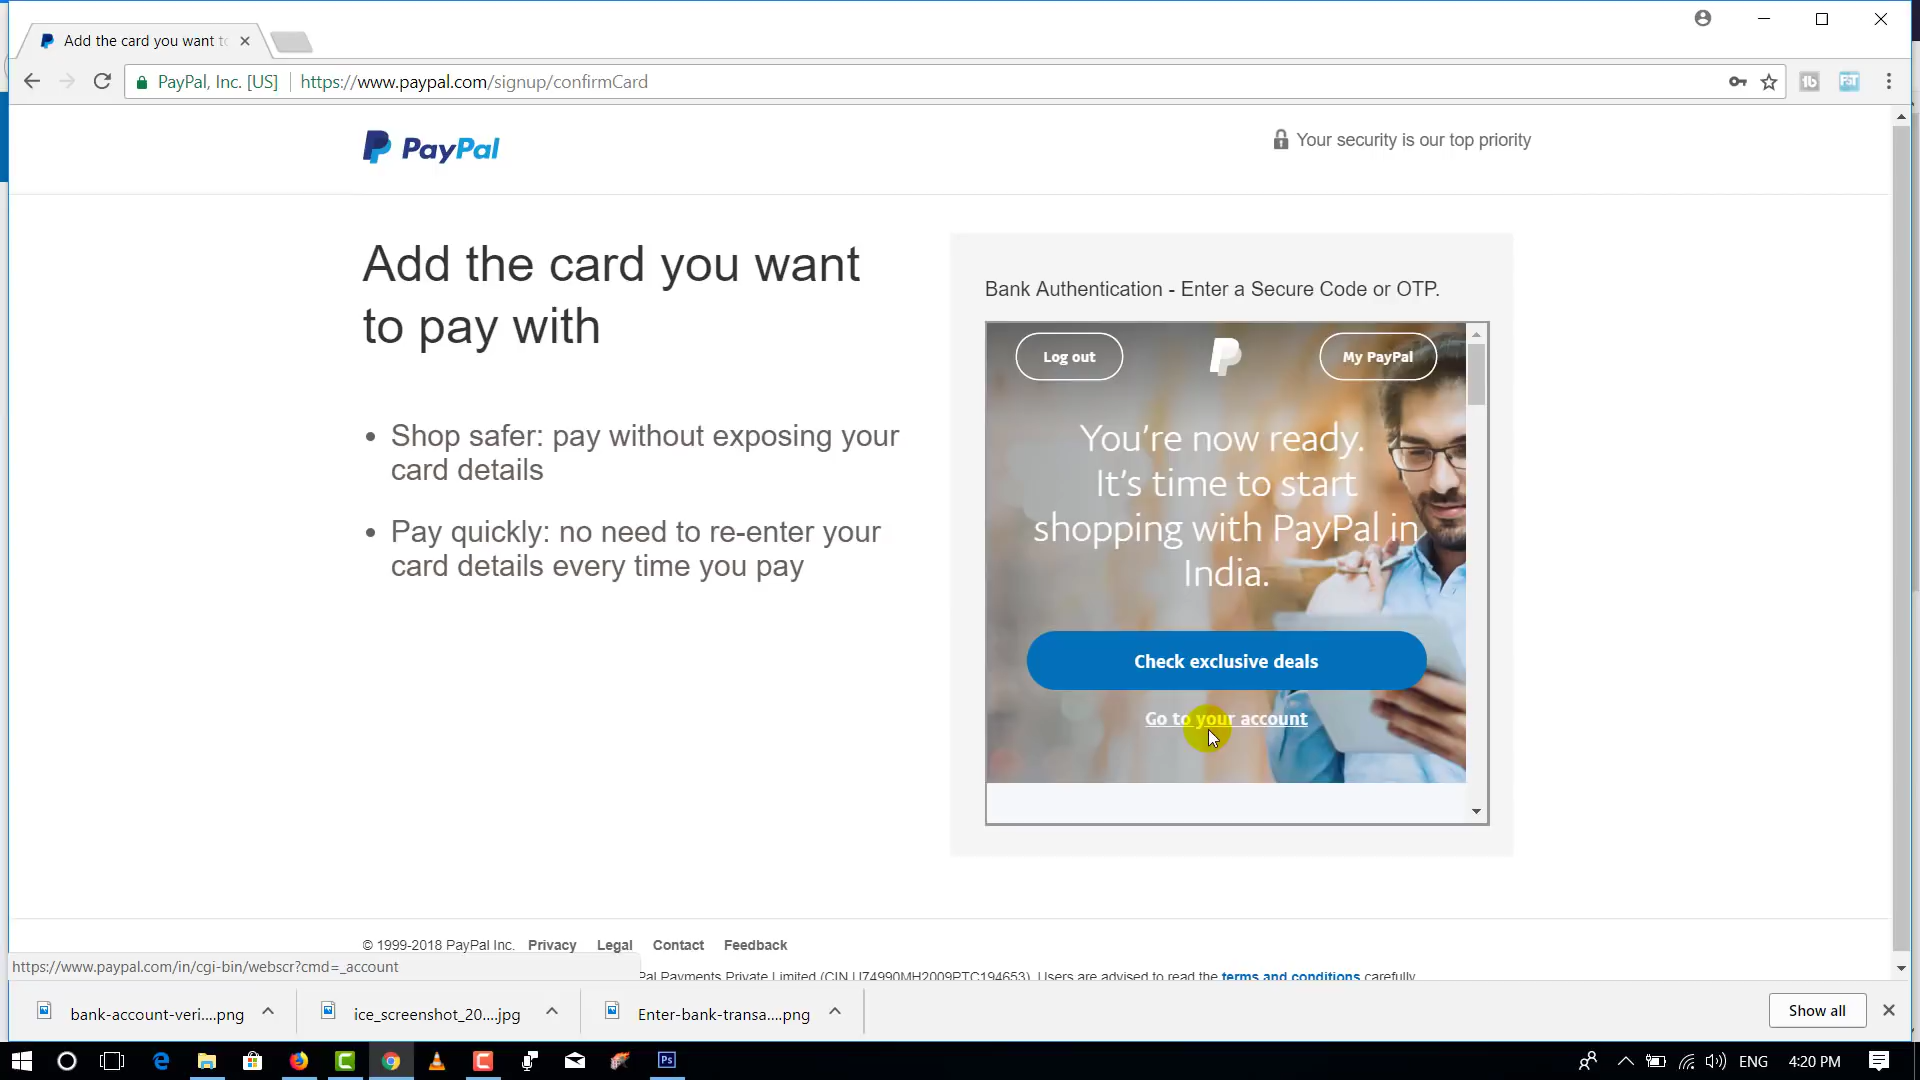 Add the card you want to
PayPal, Inc. [US]
https://www.paypal.com/signup/confirmCard
PayPal
Your security is our top priority
Add the card you want
to pay with
• Shop safer: pay without exposing your
card details
• Pay quickly: no need to re-enter your
card details every time you pay
Bank Authentication - Enter a Secure Code or OTP.
Log out
My PayPal
You're now ready.
It's time to start
shopping with PayPal in
India.
Check exclusive deals
Go to your account
© 1999-2018 PayPal Inc. Privacy Legal Contact Feedback
https://www.paypal.com/in/cgi-bin/webscr?cmd=_account
Pal Payments Private Limited (CIN U74990MH2009PTC194653). Users are advised to read the terms and conditions carefully.
bank-account-veri....png
ice_screenshot_20....jpg
Enter-bank-transa....png
Show all
Ps
ENG
4:20 PM